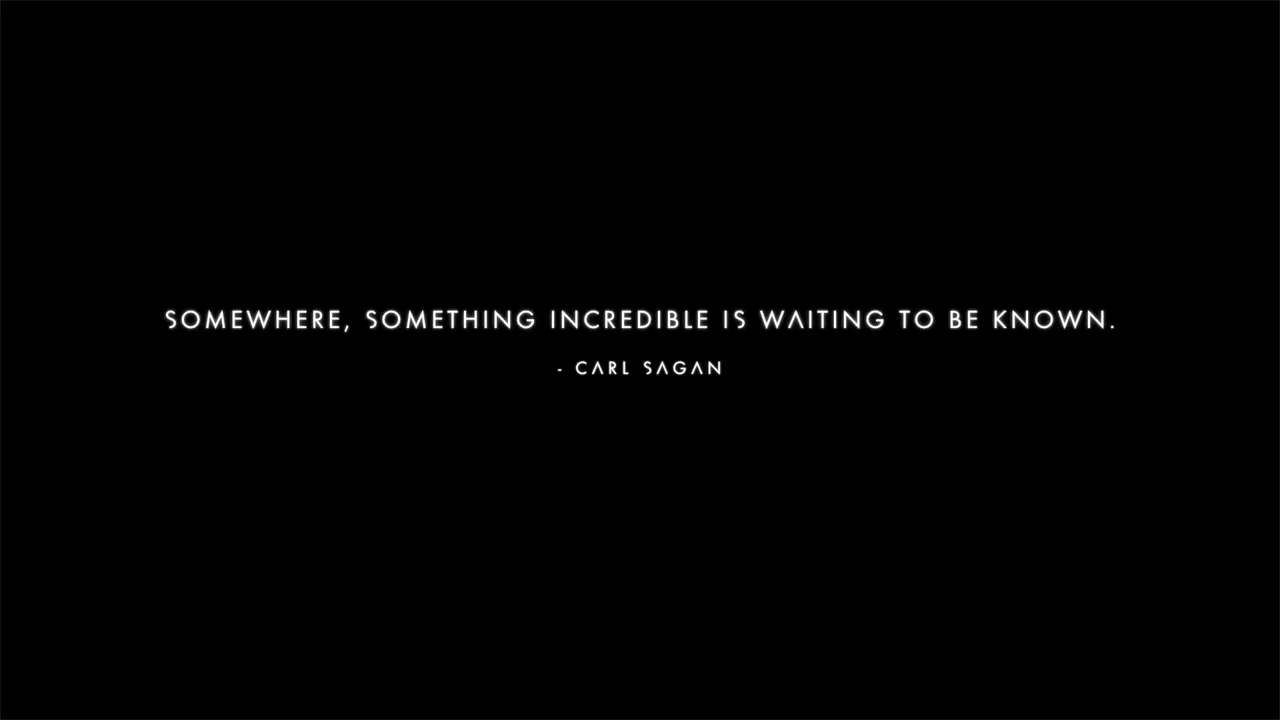 SOMEWHERE, SOMETHING INCREDIBLE IS WAITING TO BE KNOWN.
- CARL SAGAN